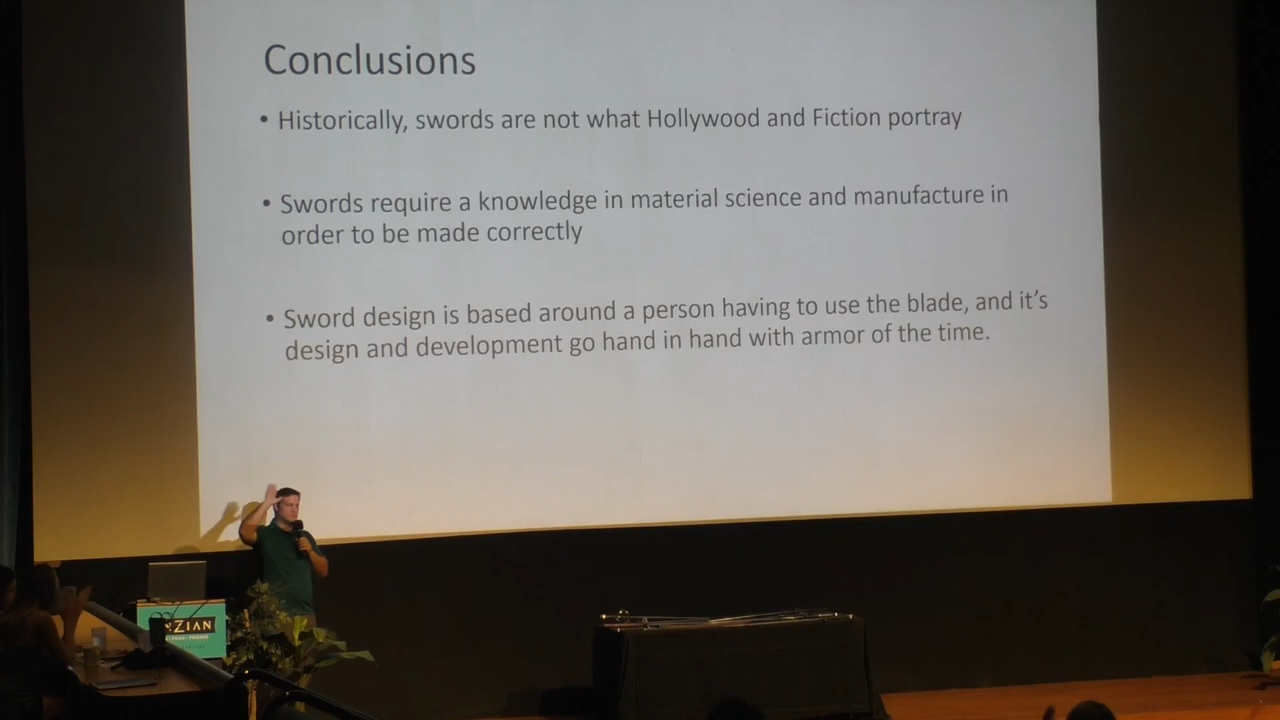 Conclusions
• Historically, swords are not what Hollywood and Fiction portray
• Swords require a knowledge in material science and manufacture in
order to be made correctly
• Sword design is based around a person having to use the blade, and it’s
design and development go hand in hand with armor of the time.
NZIAN